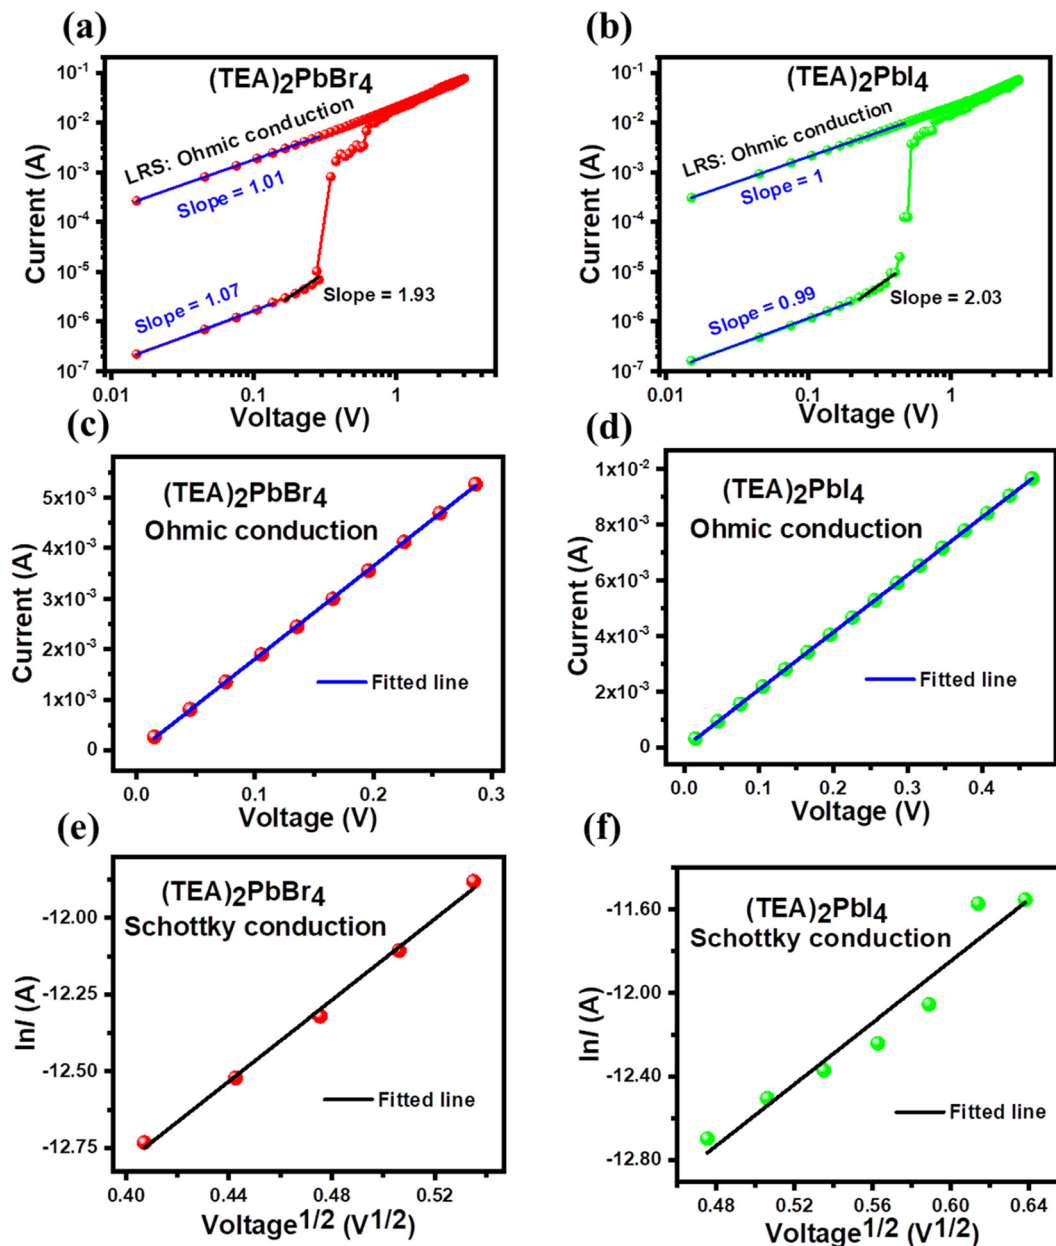 (a)
(TEA)2PbBr4
LRS: Ohmic conduction
Slope = 1.01
Slope = 1.07
Slope = 1.93
Current (A)
10-1
10-2
10-3
10-4
10-5
10-6
10-7
0.01
0.1
1
Voltage (V)
(b)
(TEA)2PbI4
LRS: Ohmic conduction
Slope = 1
Slope = 0.99
Slope = 2.03
Current (A)
10-1
10-2
10-3
10-4
10-5
10-6
10-7
0.01
0.1
1
Voltage (V)
(c)
(TEA)2PbBr4
Ohmic conduction
Fitted line
Current (A)
5x10-3
4x10-3
3x10-3
2x10-3
1x10-3
0
0.0
0.1
0.2
0.3
Voltage (V)
(d)
(TEA)2PbI4
Ohmic conduction
Fitted line
Current (A)
1x10-2
8x10-3
6x10-3
4x10-3
2x10-3
0
0.0
0.1
0.2
0.3
0.4
Voltage (V)
(e)
(TEA)2PbBr4
Schottky conduction
Fitted line
lnI (A)
-12.00
-12.25
-12.50
-12.75
0.40
0.44
0.48
0.52
Voltage1/2 (V1/2)
(f)
(TEA)2PbI4
Schottky conduction
Fitted line
lnI (A)
-11.60
-12.00
-12.40
-12.80
0.48
0.52
0.56
0.60
0.64
Voltage1/2 (V1/2)